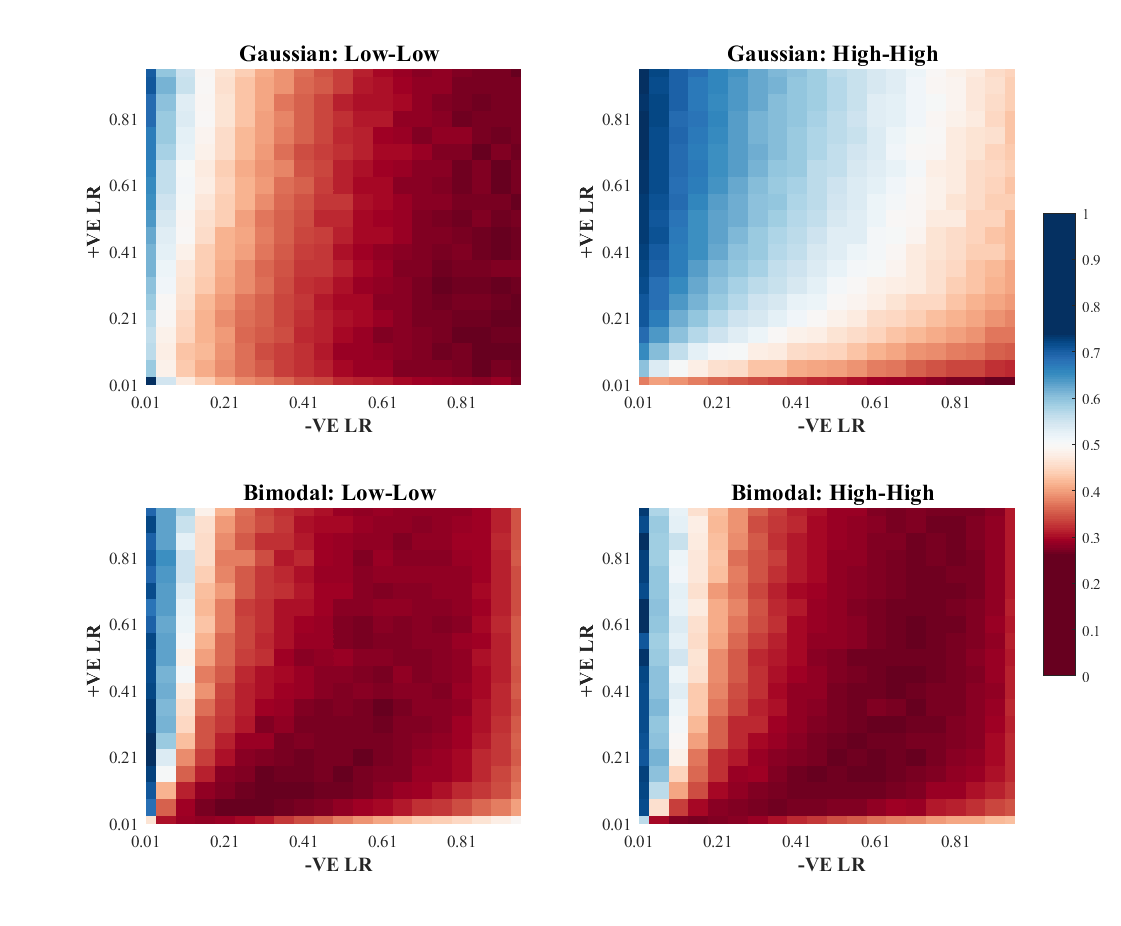 Gaussian: Low-Low
+VE LR
0.81
0.61
0.41
0.21
0.01
0.01 0.21 0.41 0.61 0.81
-VE LR
Gaussian: High-High
+VE LR
0.81
0.61
0.41
0.21
0.01
0.01 0.21 0.41 0.61 0.81
-VE LR
Bimodal: Low-Low
+VE LR
0.81
0.61
0.41
0.21
0.01
0.01 0.21 0.41 0.61 0.81
-VE LR
Bimodal: High-High
+VE LR
0.81
0.61
0.41
0.21
0.01
0.01 0.21 0.41 0.61 0.81
-VE LR
1
0.9
0.8
0.7
0.6
0.5
0.4
0.3
0.2
0.1
0